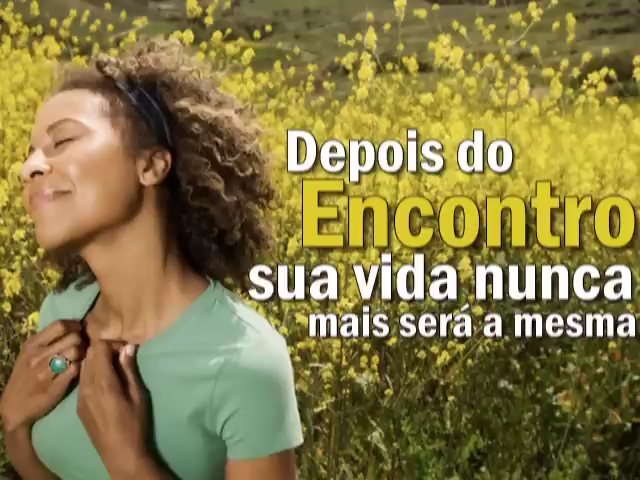 Depois do
Encontro
sua vida nunca
mais será a mesma